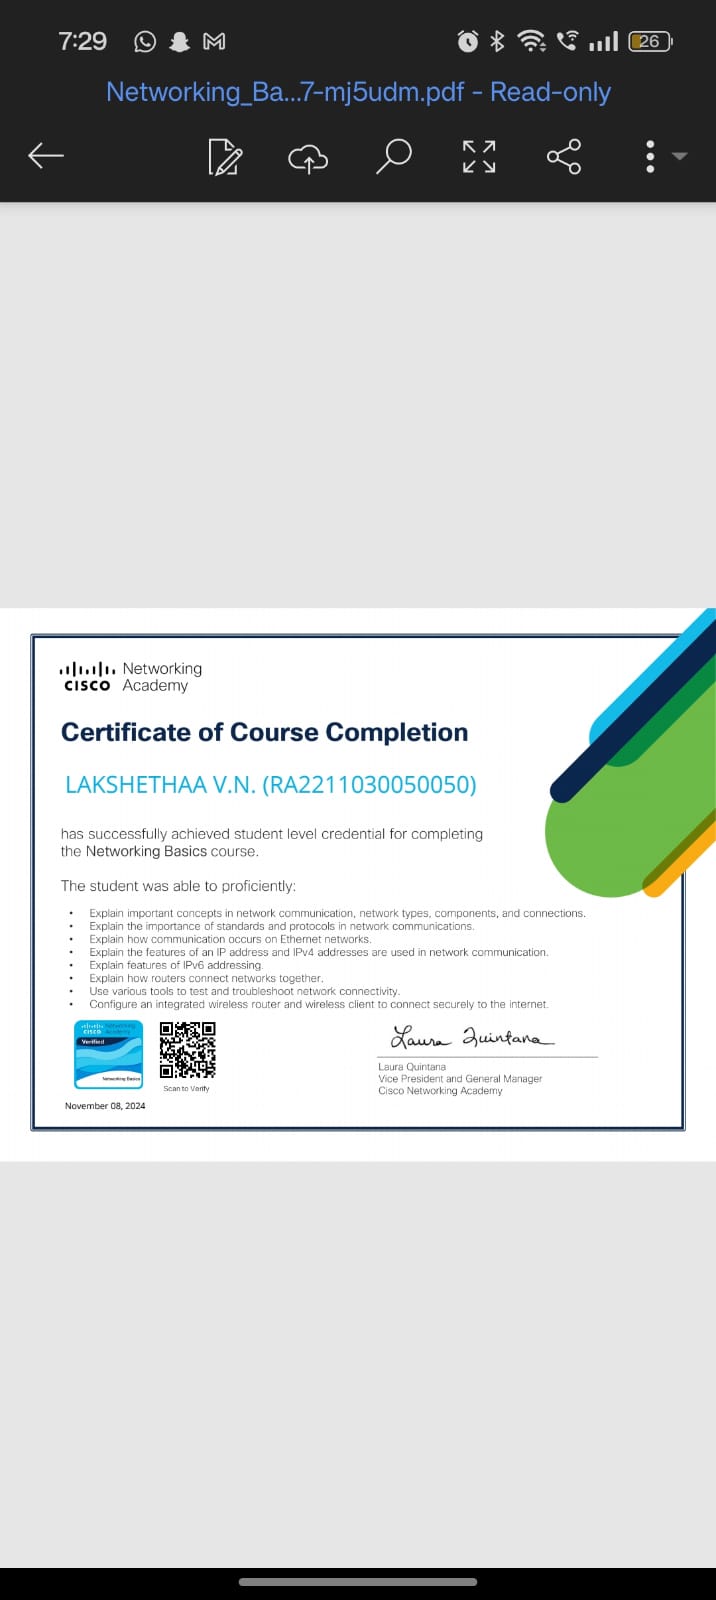 7:29
26
Networking_Ba...7-mj5udm.pdf - Read-only
Networking
CISCO Academy
Certificate of Course Completion
LAKSHETHAA V.N. (RA2211030050050)
has successfully achieved student level credential for completing
the Networking Basics course.
The student was able to proficiently:
• Explain important concepts in network communication, network types, components, and connections.
• Explain the importance of standards and protocols in network communications.
• Explain how communication occurs on Ethernet networks.
• Explain the features of an IP address and IPv4 addresses are used in network communication.
• Explain features of IPv6 addressing.
• Explain how routers connect networks together.
• Use various tools to test and troubleshoot network connectivity.
• Configure an integrated wireless router and wireless client to connect securely to the internet.
Networking
CISCO Academy
Verified
Networking Basics
Scan to Verify
November 08, 2024
Laura Quintana
Laura Quintana
Vice President and General Manager
Cisco Networking Academy